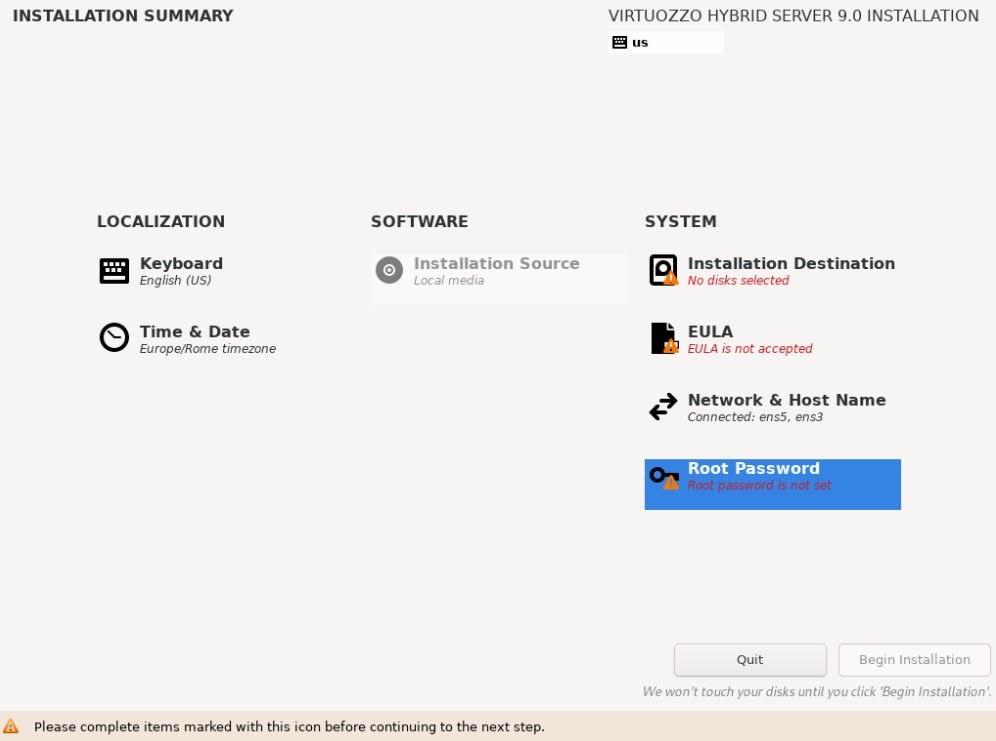 INSTALLATION SUMMARY
VIRTUOZZO HYBRID SERVER 9.0 INSTALLATION
us
LOCALIZATION
Keyboard
English (US)
Time & Date
Europe/Rome timezone
SOFTWARE
Installation Source
Local media
SYSTEM
Installation Destination
No disks selected
EULA
EULA is not accepted
Network & Host Name
Connected: ens5, ens3
Root Password
Root password is not set
Quit
Begin Installation
We won't touch your disks until you click 'Begin Installation'.
Please complete items marked with this icon before continuing to the next step.